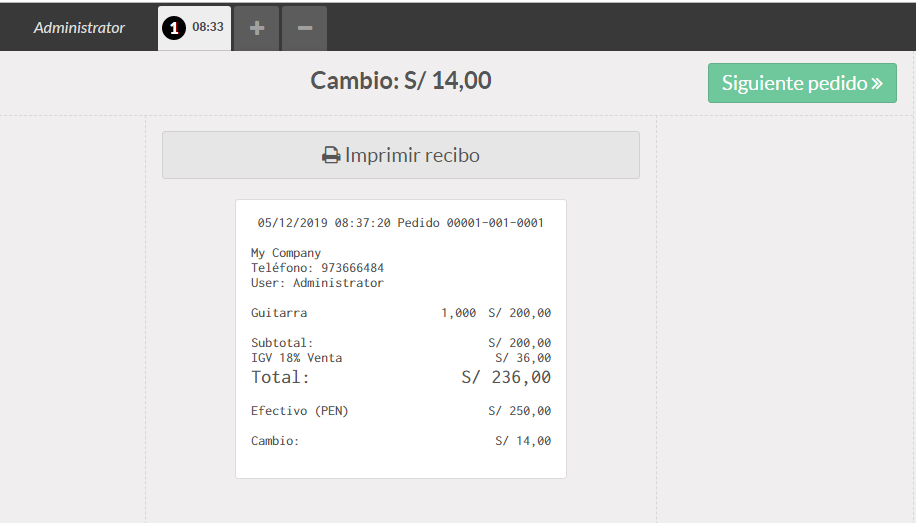 Administrator 1 08:33 + −
Cambio: S/ 14,00
Siguiente pedido »
Imprimir recibo
05/12/2019 08:37:20 Pedido 00001-001-0001
My Company
Teléfono: 973666484
User: Administrator
Guitarra 1,000 S/ 200,00
Subtotal: S/ 200,00
IGV 18% Venta S/ 36,00
Total: S/ 236,00
Efectivo (PEN) S/ 250,00
Cambio: S/ 14,00